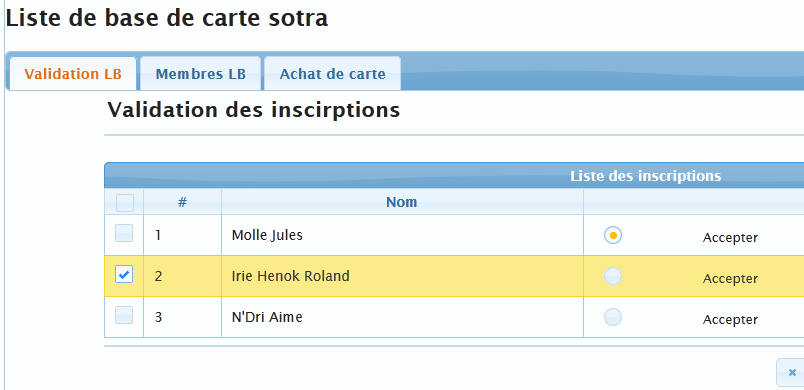 Liste de base de carte sotra
Validation LB Membres LB Achat de carte
Validation des inscirptions
Liste des inscriptions
# Nom
1 Molle Jules Accepter
2 Irie Henok Roland Accepter
3 N'Dri Aime Accepter